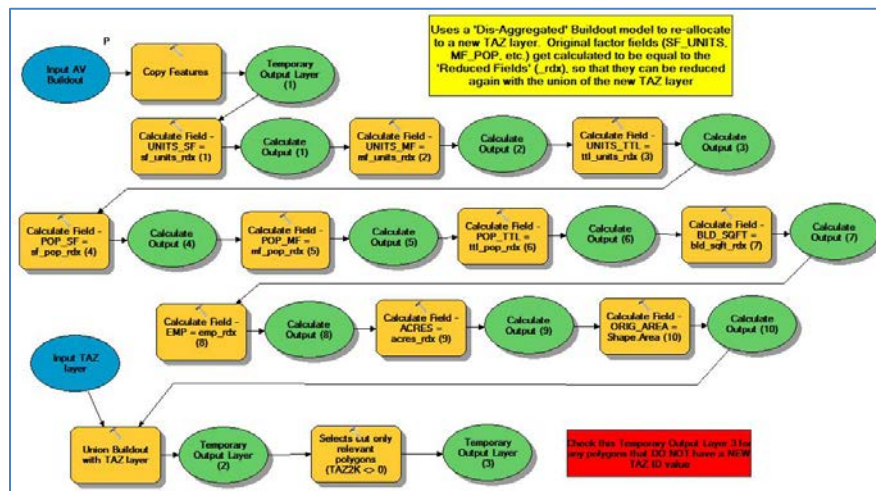 P
Input AV
Buildout
Copy Features
Temporary
Output Layer
(1)
Uses a 'Dis-Aggregated' Buildout model to re-allocate
to a new TAZ layer. Original factor fields (SF_UNITS,
MF_POP, etc.) get calculated to be equal to the
'Reduced Fields' (_rdx), so that they can be reduced
again with the union of the new TAZ layer
Calculate Field -
UNITS_SF =
sf_units_rdx (1)
Calculate
Output (1)
Calculate Field -
UNITS_MF =
mf_units_rdx (2)
Calculate
Output (2)
Calculate Field -
UNITS_TTL =
ttl_units_rdx (3)
Calculate
Output (3)
Calculate Field -
POP_SF =
sf_pop_rdx (4)
Calculate
Output (4)
Calculate Field -
POP_MF =
mf_pop_rdx (5)
Calculate
Output (5)
Calculate Field -
POP_TTL =
ttl_pop_rdx (6)
Calculate
Output (6)
Calculate Field -
BLD_SQFT =
bld_sqft_rdx (7)
Calculate
Output (7)
Calculate Field -
EMP = emp_rdx
(8)
Calculate
Output (8)
Calculate Field -
ACRES =
acres_rdx (9)
Calculate
Output (9)
Calculate Field -
ORIG_AREA =
Shape.Area (10)
Calculate
Output (10)
Input TAZ
layer
Union Buildout
with TAZ layer
Temporary
Output Layer
(2)
Selects out only
relevant
polygons
(TAZ2K <> 0)
Temporary
Output Layer
(3)
Check this Temporary Output Layer 3 for
any polygons that DO NOT have a NEW
TAZ ID value